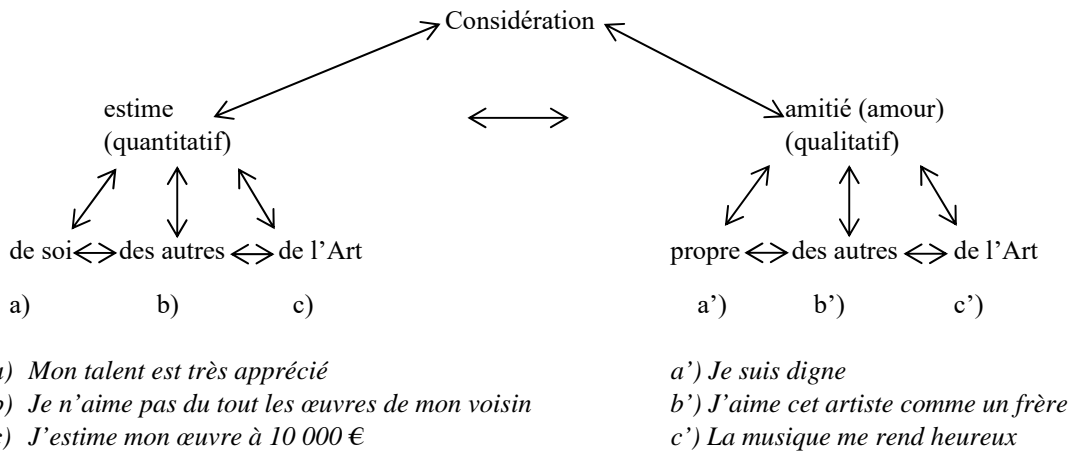 Considération
estime amitié (amour)
(quantitatif) (qualitatif)
de soi des autres de l’Art propre des autres de l’Art
a) b) c) a’) b’) c’)
) Mon talent est très apprécié a’) Je suis digne
) Je n’aime pas du tout les œuvres de mon voisin b’) J’aime cet artiste comme un frère
) J’estime mon œuvre à 10 000 € c’) La musique me rend heureux